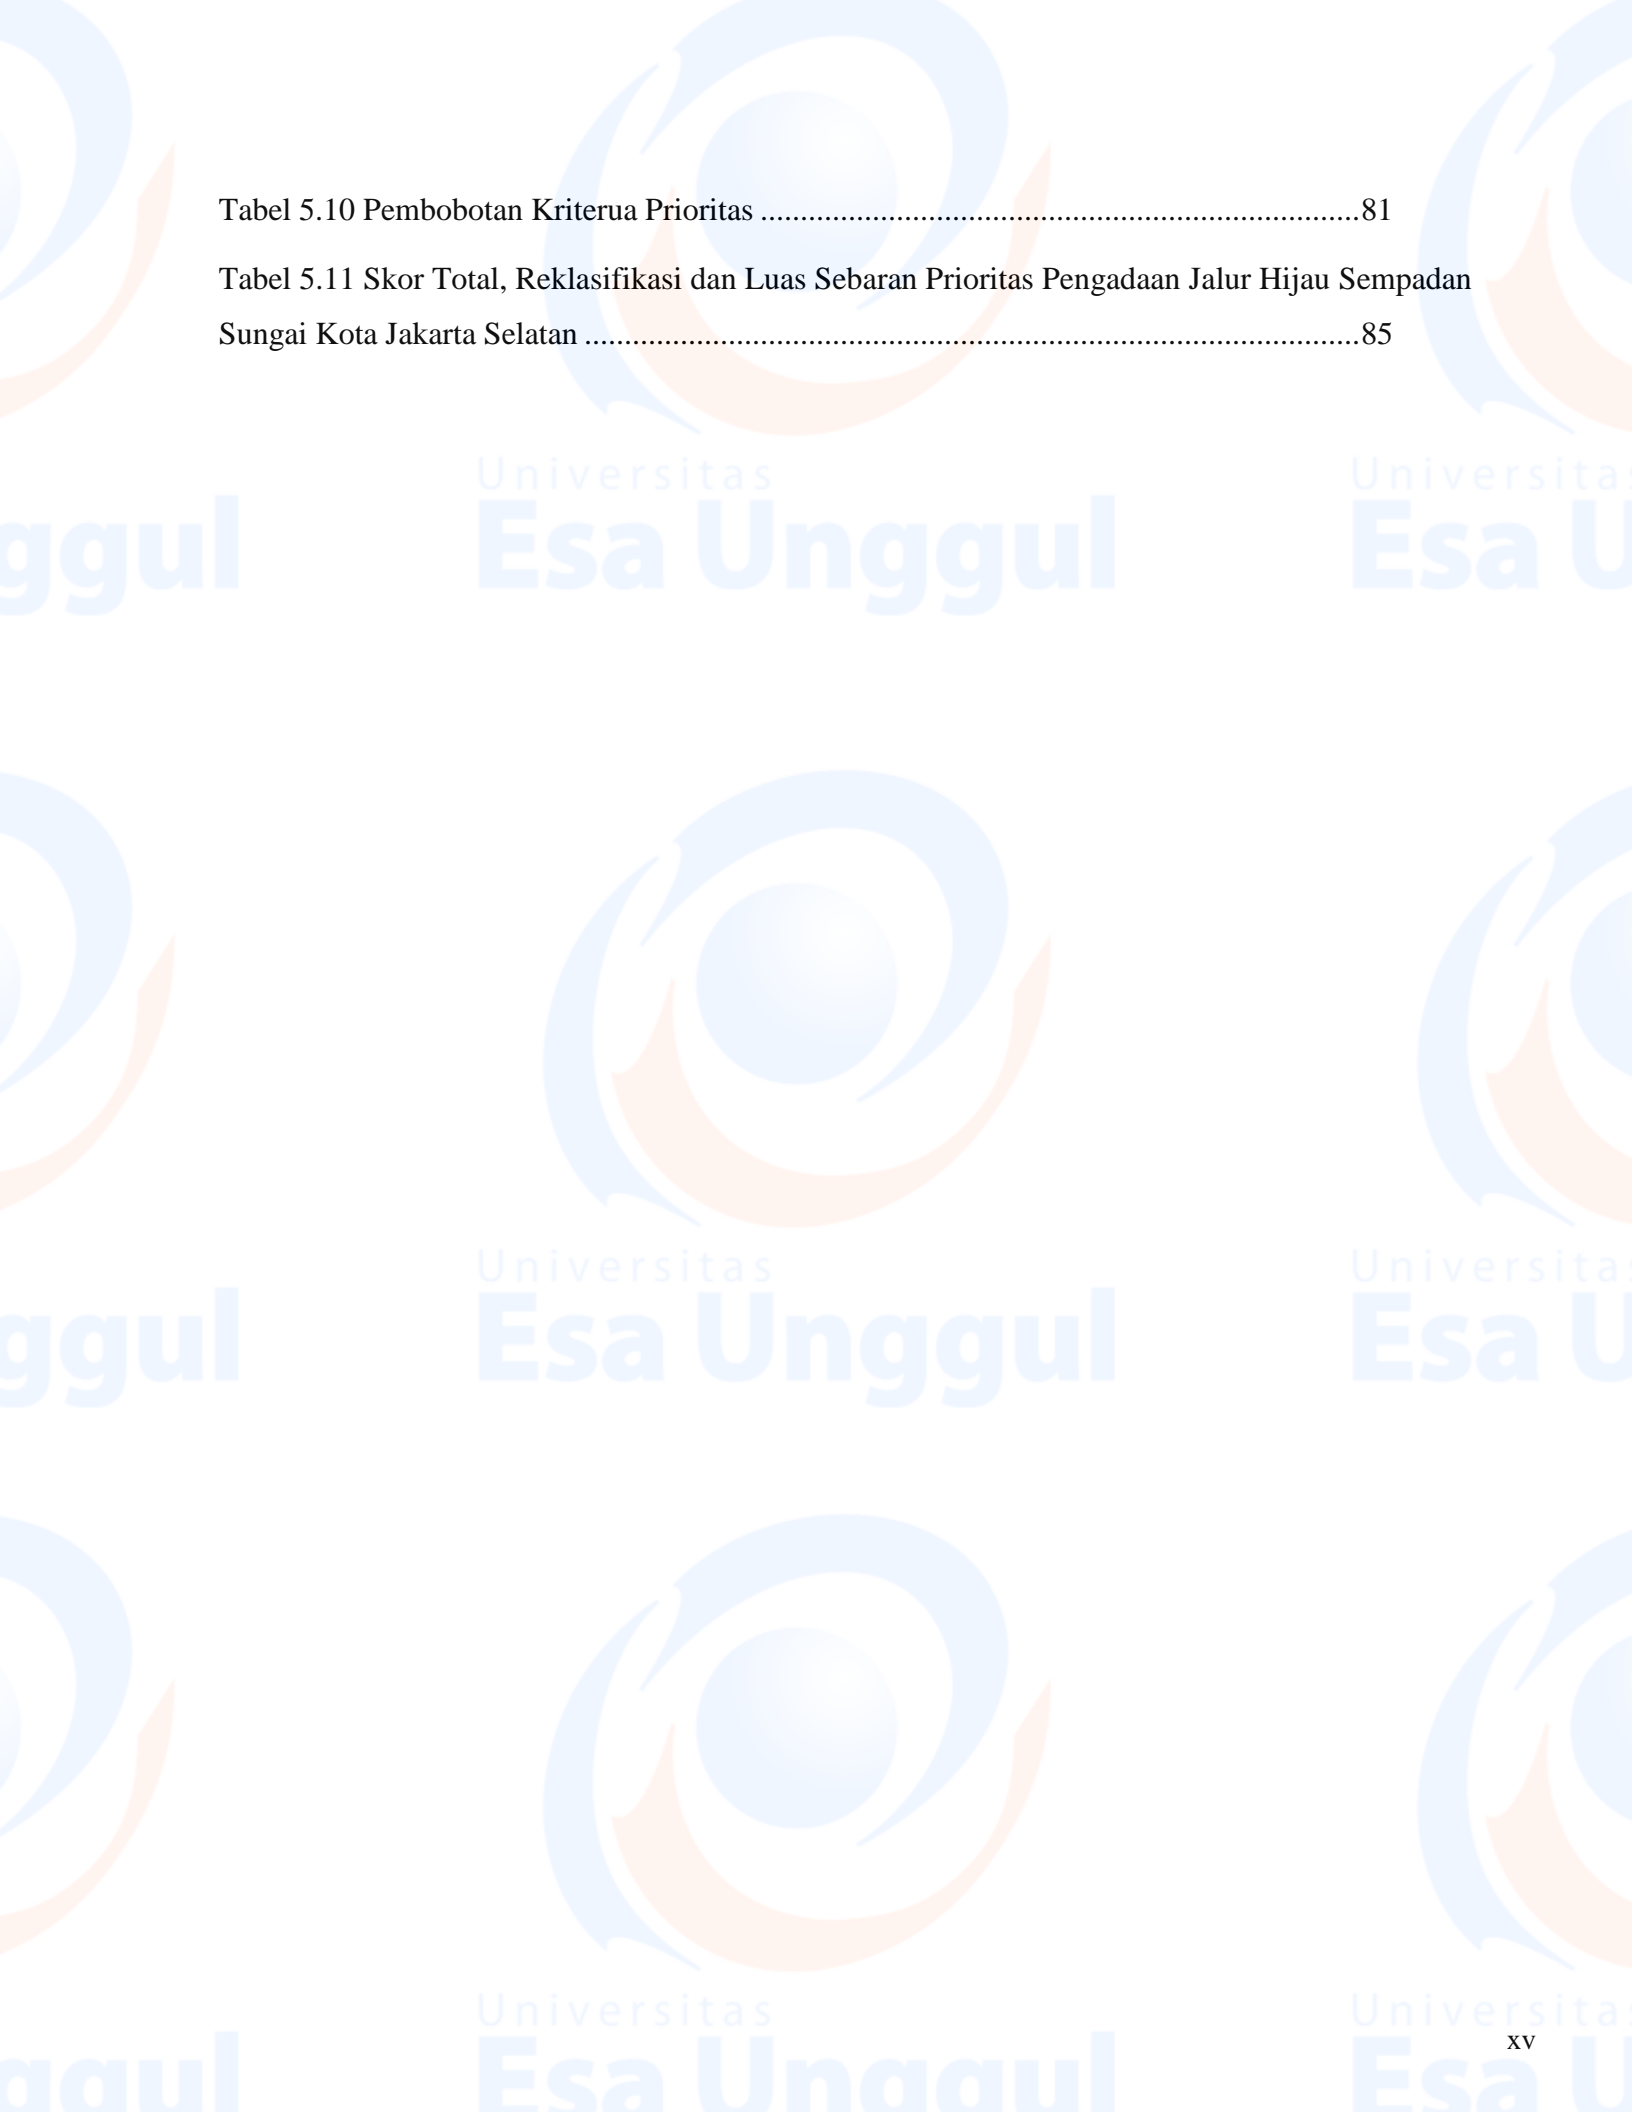 Tabel 5.10 Pembobotan Kriterua Prioritas ...........................................................................81
Tabel 5.11 Skor Total, Reklasifikasi dan Luas Sebaran Prioritas Pengadaan Jalur Hijau Sempadan
Sungai Kota Jakarta Selatan .................................................................................................85
Universitas
Esa Unggul
Universitas
Esa Unggul
Universitas
Esa Unggul
xv